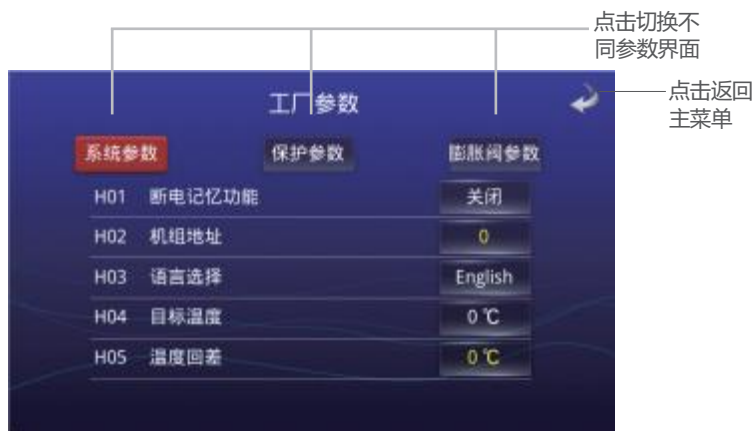 点击切换不
同参数界面
点击返回
主菜单
工厂参数
系统参数 保护参数 膨胀阀参数
H01 断电记忆功能 关闭
H02 机组地址 0
H03 语言选择 English
H04 目标温度 0 ℃
H05 温度回差 0 ℃